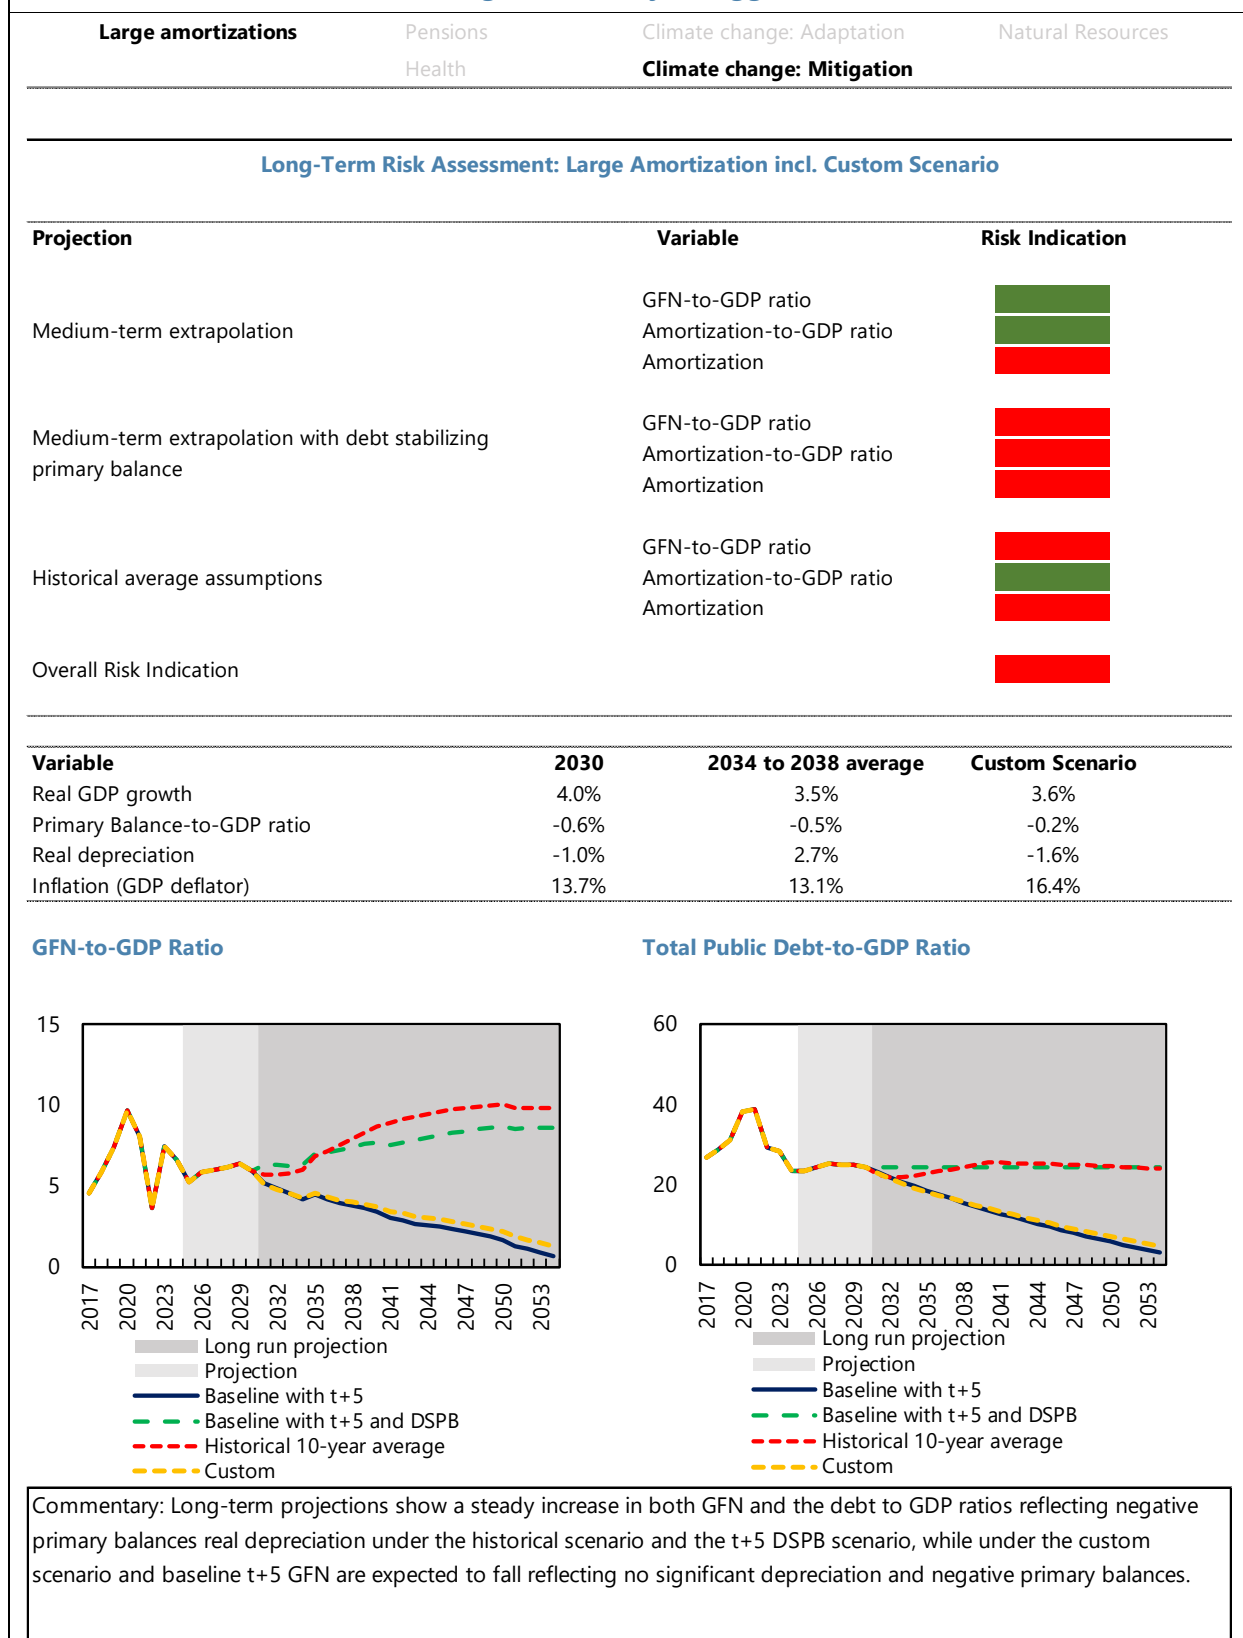 Large amortizations Pensions Climate change: Adaptation Natural Resources
Health Climate change: Mitigation
Long-Term Risk Assessment: Large Amortization incl. Custom Scenario
Projection Variable Risk Indication
GFN-to-GDP ratio
Medium-term extrapolation Amortization-to-GDP ratio
Amortization
GFN-to-GDP ratio
Medium-term extrapolation with debt stabilizing
Amortization-to-GDP ratio
primary balance
Amortization
GFN-to-GDP ratio
Historical average assumptions Amortization-to-GDP ratio
Amortization
Overall Risk Indication
Variable 2030 2034 to 2038 average Custom Scenario
Real GDP growth 4.0% 3.5% 3.6%
Primary Balance-to-GDP ratio -0.6% -0.5% -0.2%
Real depreciation -1.0% 2.7% -1.6%
Inflation (GDP deflator) 13.7% 13.1% 16.4%
GFN-to-GDP Ratio
15
10
5
0
2017 2020 2023 2026 2029 2032 2035 2038 2041 2044 2047 2050 2053
Long run projection
Projection
Baseline with t+5
Baseline with t+5 and DSPB
Historical 10-year average
Custom
Total Public Debt-to-GDP Ratio
60
40
20
0
2017 2020 2023 2026 2029 2032 2035 2038 2041 2044 2047 2050 2053
Long run projection
Projection
Baseline with t+5
Baseline with t+5 and DSPB
Historical 10-year average
Custom
Commentary: Long-term projections show a steady increase in both GFN and the debt to GDP ratios reflecting negative
primary balances real depreciation under the historical scenario and the t+5 DSPB scenario, while under the custom
scenario and baseline t+5 GFN are expected to fall reflecting no significant depreciation and negative primary balances.